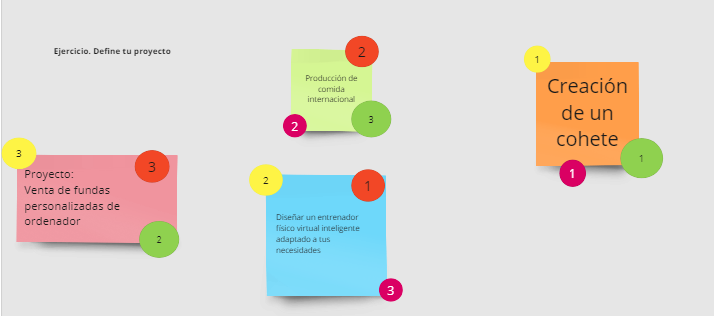 Ejercicio. Define tu proyecto
2
Producción de
comida
internacional
2
3
1
Creación
de un
cohete
1
1
3
3
Proyecto:
Venta de fundas
personalizadas de
ordenador
2
2
1
Diseñar un entrenador
físico virtual inteligente
adaptado a tus
necesidades
3